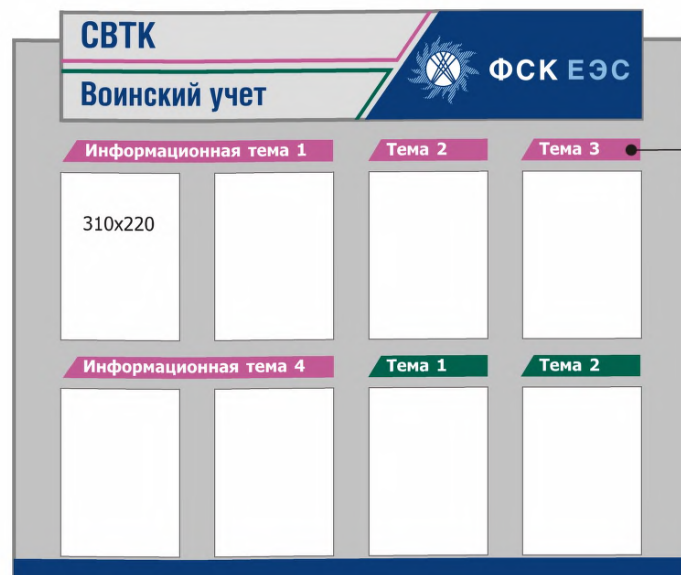 СВТК
Воинский учет
ФСК ЕЭС
Информационная тема 1
Тема 2
Тема 3
310х220
Информационная тема 4
Тема 1
Тема 2